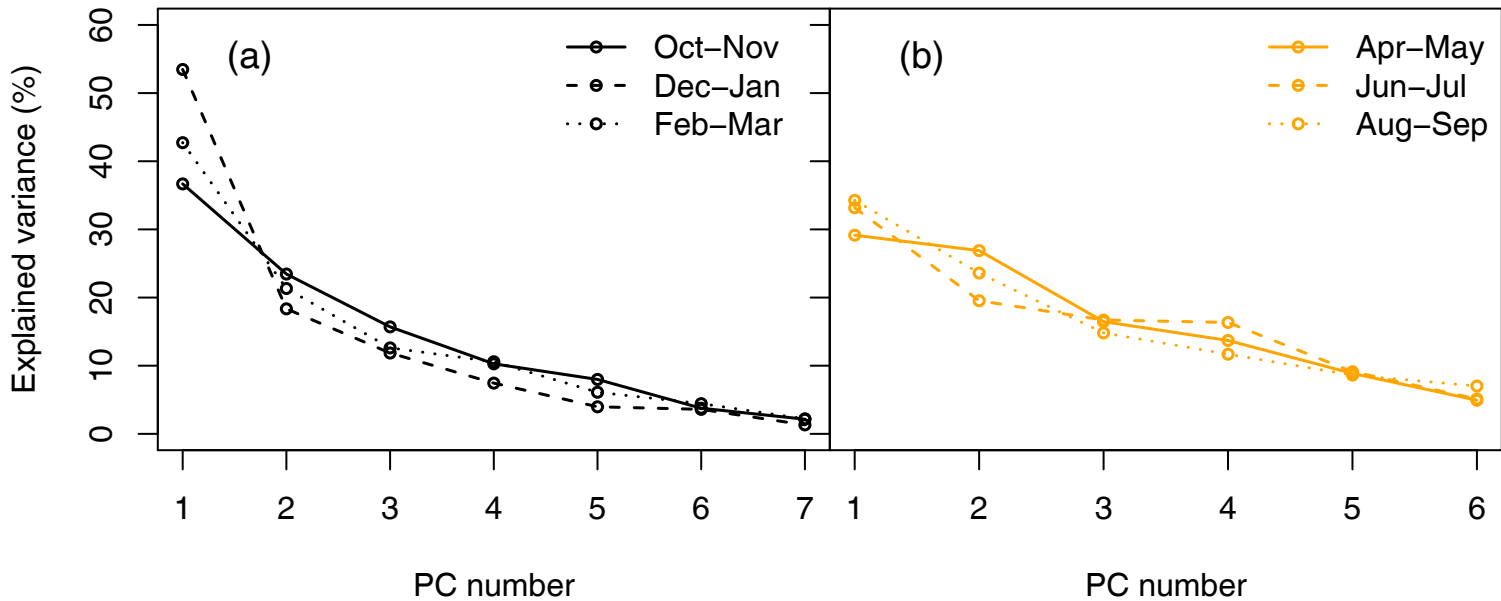 Explained variance (%)
60
50
40
30
20
10
0
(a)
Oct−Nov
Dec−Jan
Feb−Mar
1 2 3 4 5 6 7
PC number
(b)
Apr−May
Jun−Jul
Aug−Sep
1 2 3 4 5 6
PC number